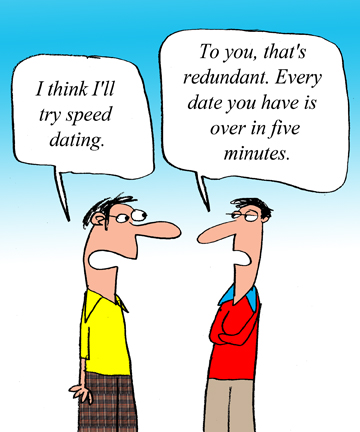 I think I'll
try speed
dating.
To you, that's
redundant. Every
date you have is
over in five
minutes.